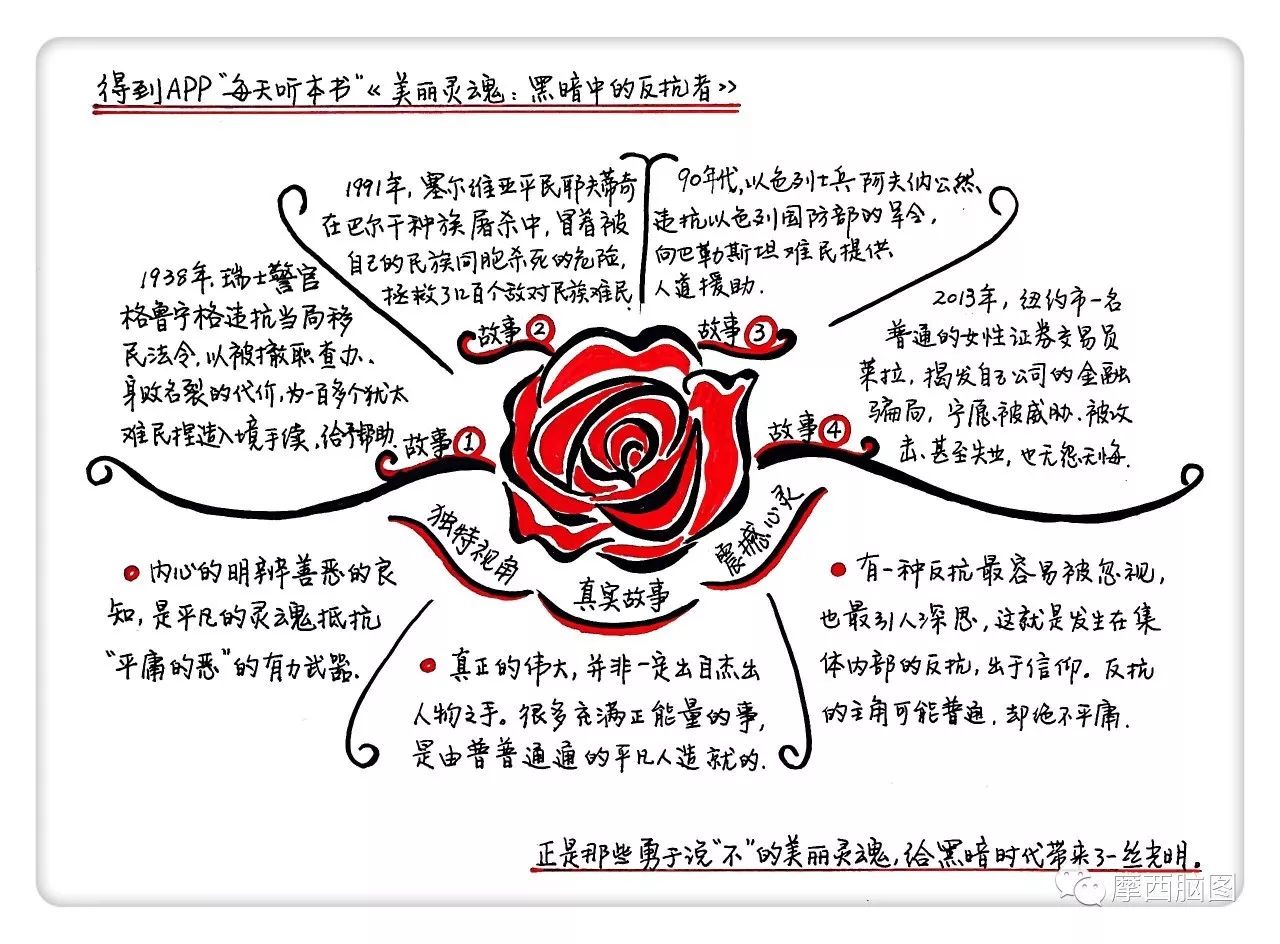 得到APP“每天听本书”《美丽灵魂:黑暗中的反抗者》
1938年,瑞士警官
格鲁宁格违抗当局移
民法令,以被撤职查办、
身败名裂的代价,为一百多个犹太
难民捏造入境手续,给予帮助.
故事①
1991年,塞尔维亚平民耶夫蒂奇
在巴尔干种族屠杀中,冒着被
自己的民族同胞杀死的危险,
拯救了几百个敌对民族难民.
故事②
90年代,以色列士兵阿夫纳公然
违抗以色列国防部的军令,
向巴勒斯坦难民提供
人道援助.
故事③
2013年,纽约市一名
普通的女性证券交易员
莱拉,揭发自己公司的金融
骗局,宁愿被威胁、被攻
击、甚至失业,也无怨无悔.
故事④
独特视角
内心的明辨善恶的良
知,是平凡的灵魂抵抗
“平庸的恶”的有力武器.
真实故事
真正的伟大,并非一定出自杰出
人物之手。很多充满正能量的事,
是由普普通通的平凡人造就的.
震撼心灵
有一种反抗最容易被忽视,
也最引人深思,这就是发生在集
体内部的反抗,出于信仰。反抗
的主角可能普通,却绝不平庸.
正是那些勇于说“不”的美丽灵魂,给黑暗时代带来了一丝光明。
摩西脑图